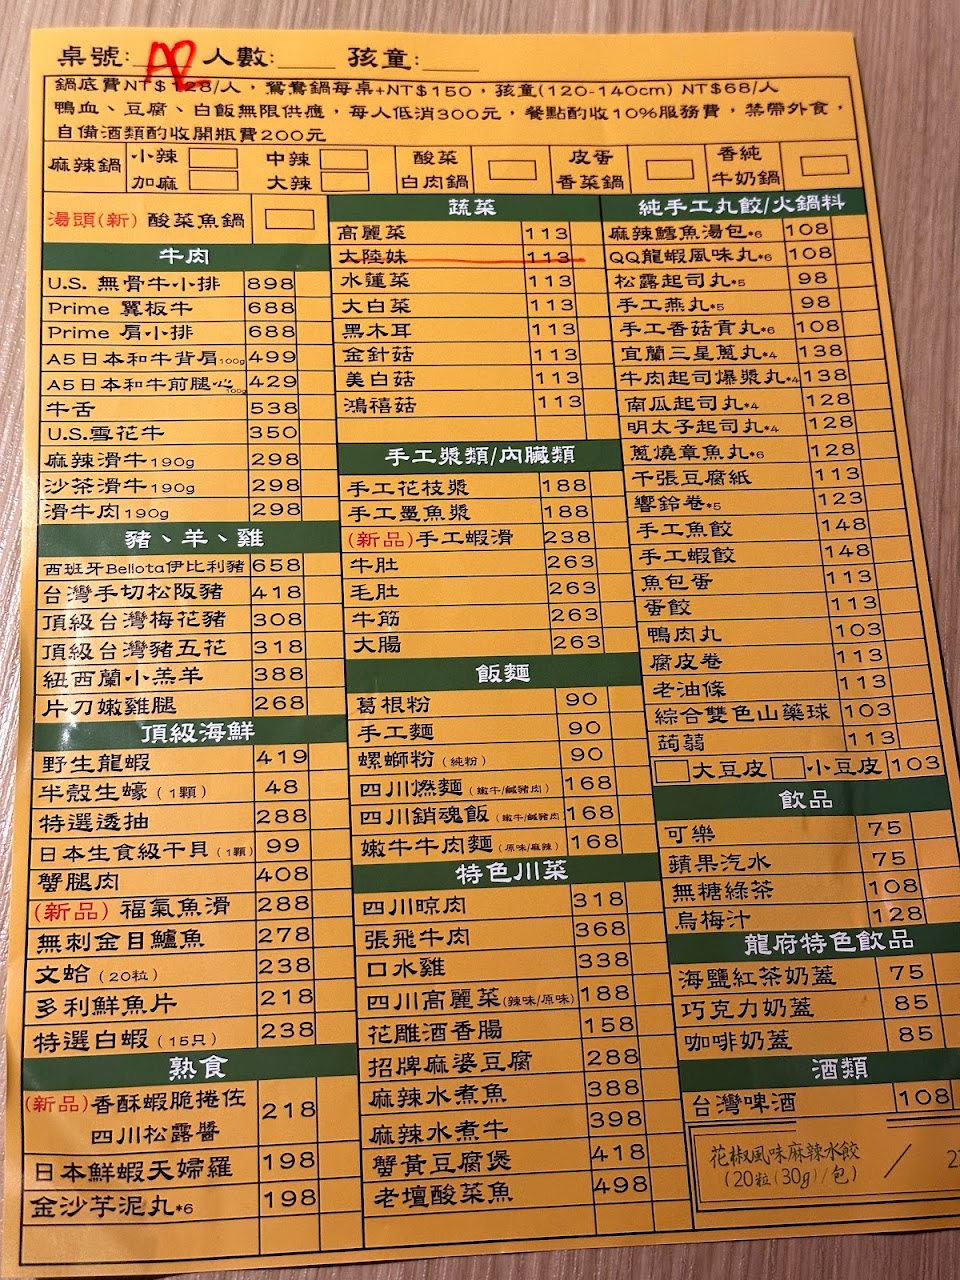 桌號: A2 人數: 孩童:
鍋底費NT$128/人，鴛鴦鍋每桌+NT$150，孩童(120-140cm) NT$68/人
鴨血、豆腐、白飯無限供應，每人低消300元，餐點酌收10%服務費，禁帶外食，
自備酒類酌收開瓶費200元
麻辣鍋 小辣 中辣 酸菜白肉鍋 皮蛋香菜鍋 香純牛奶鍋
加麻 大辣
湯頭(新) 酸菜魚鍋
牛肉
U.S. 無骨牛小排 898
Prime 翼板牛 688
Prime 肩小排 688
A5日本和牛背肩100g 499
A5日本和牛前腿心100g 429
牛舌 538
U.S.雪花牛 350
麻辣滑牛190g 298
沙茶滑牛190g 298
滑牛肉190g 298
豬、羊、雞
西班牙Bellota伊比利豬 658
台灣手切松阪豬 418
頂級台灣梅花豬 308
頂級台灣豬五花 318
紐西蘭小羔羊 388
片刀嫩雞腿 268
頂級海鮮
野生龍蝦 419
半殼生蠔(1顆) 48
特選透抽 288
日本生食級干貝(1顆) 99
蟹腿肉 408
(新品)福氣魚滑 288
無刺金目鱸魚 278
文蛤(20粒) 238
多利鮮魚片 218
特選白蝦(15只) 238
熟食
(新品)香酥蝦脆捲佐
四川松露醬 218
日本鮮蝦天婦羅 198
金沙芋泥丸*6 198
蔬菜
高麗菜 113
大陸妹 113
水蓮菜 113
大白菜 113
黑木耳 113
金針菇 113
美白菇 113
鴻禧菇 113
手工漿類/內臟類
手工花枝漿 188
手工墨魚漿 188
(新品)手工蝦滑 238
牛肚 263
毛肚 263
牛筋 263
大腸 263
飯麵
葛根粉 90
手工麵 90
螺螄粉(純粉) 90
四川燃麵(嫩牛/鹹豬肉) 168
四川銷魂飯(嫩牛/鹹豬肉) 168
嫩牛牛肉麵(原味/麻辣) 168
特色川菜
四川晾肉 318
張飛牛肉 368
口水雞 338
四川高麗菜(辣味/原味) 188
花雕酒香腸 158
招牌麻婆豆腐 288
麻辣水煮魚 388
麻辣水煮牛 398
蟹黃豆腐煲 418
老壇酸菜魚 498
純手工丸餃/火鍋料
麻辣鱈魚湯包*6 108
QQ龍蝦風味丸*6 108
松露起司丸*5 98
手工燕丸*5 98
手工香菇貢丸*6 108
宜蘭三星蔥丸*4 138
牛肉起司爆漿丸*4 138
南瓜起司丸*4 128
明太子起司丸*4 128
蔥燒章魚丸*6 128
千張豆腐紙 113
響鈴卷*5 123
手工魚餃 148
手工蝦餃 148
魚包蛋 113
蛋餃 113
鴨肉丸 103
腐皮卷 113
老油條 113
綜合雙色山藥球 103
蒟蒻 113
大豆皮 小豆皮 103
飲品
可樂 75
蘋果汽水 75
無糖綠茶 108
烏梅汁 128
龍府特色飲品
海鹽紅茶奶蓋 75
巧克力奶蓋 85
咖啡奶蓋 85
酒類
台灣啤酒 108
花椒風味麻辣水餃
(20粒(30g)/包) /